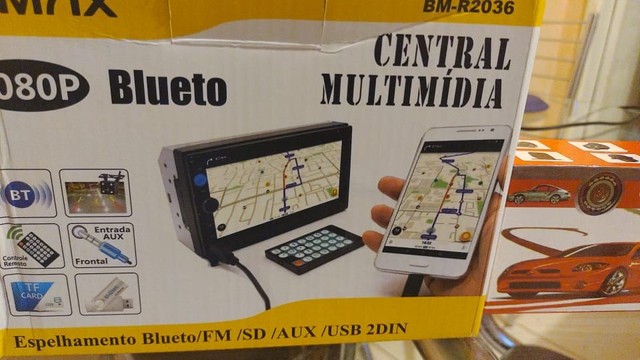 MAX
BM-R2036
CENTRAL
MULTIMÍDIA
080P
Blueto
BT
Controle
Remoto
Entrada
AUX
Frontal
TF
CARD
Espelhamento Blueto/FM /SD /AUX /USB 2DIN